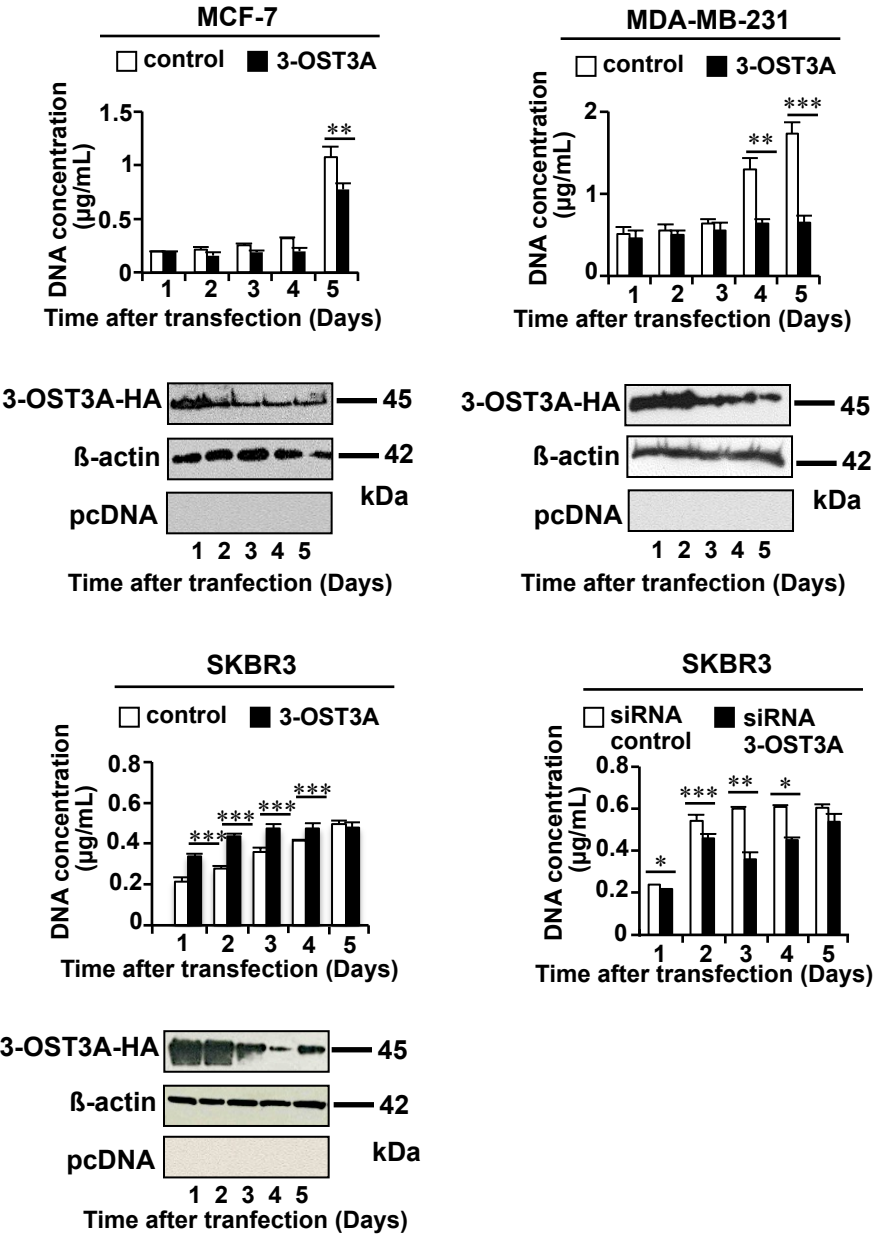 MCF-7
control 3-OST3A
DNA concentration
(µg/mL)
1.5
1
0.5
0
**
1 2 3 4 5
Time after transfection (Days)
3-OST3A-HA 45
ß-actin 42
pcDNA kDa
1 2 3 4 5
Time after tranfection (Days)
MDA-MB-231
control 3-OST3A
DNA concentration
(µg/mL)
2
1
0
** ***
1 2 3 4 5
Time after transfection (Days)
3-OST3A-HA 45
ß-actin 42
pcDNA kDa
1 2 3 4 5
Time after tranfection (Days)
SKBR3
control 3-OST3A
DNA concentration
(µg/mL)
0.8
0.6
0.4
0.2
0
*** *** *** ***
1 2 3 4 5
Time after transfection (Days)
SKBR3
siRNA siRNA
control 3-OST3A
DNA concentration
(µg/mL)
0.8
0.6
0.4
0.2
0
* *** ** *
1 2 3 4 5
Time after transfection (Days)
3-OST3A-HA 45
ß-actin 42
pcDNA kDa
1 2 3 4 5
Time after tranfection (Days)